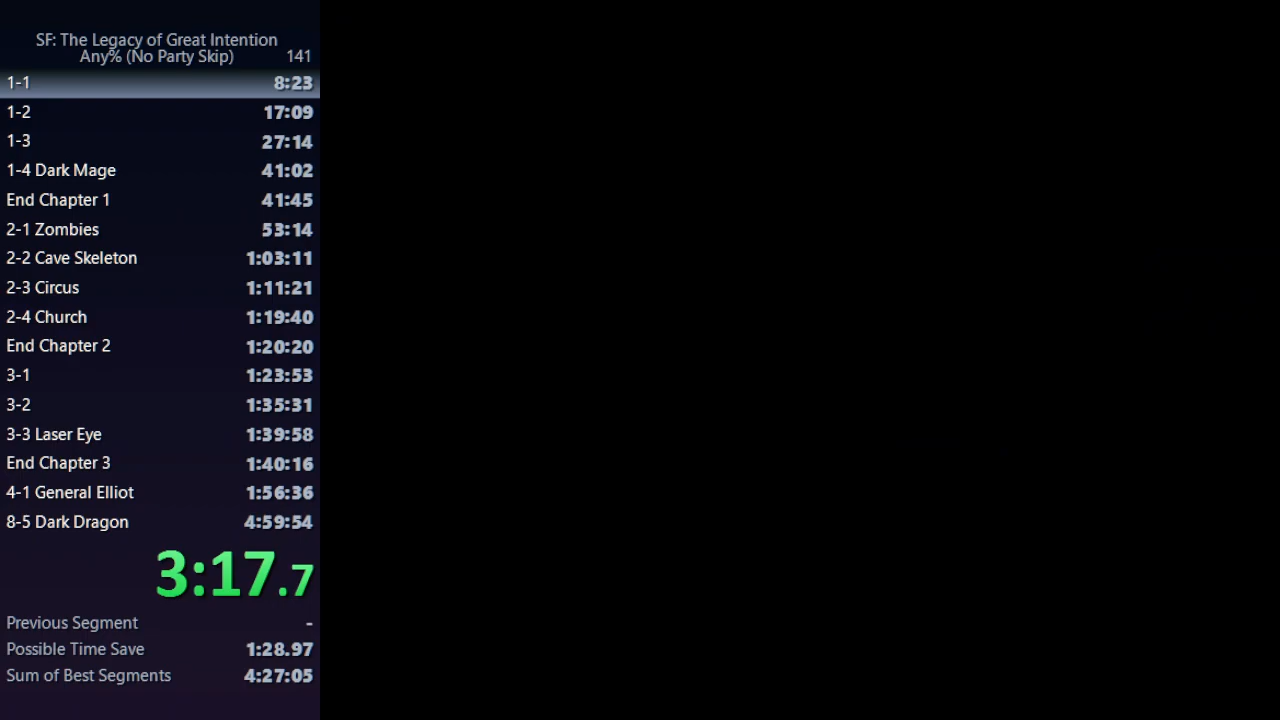 SF: The Legacy of Great Intention
Any% (No Party Skip) 141
1-1 8:23
1-2 17:09
1-3 27:14
1-4 Dark Mage 41:02
End Chapter 1 41:45
2-1 Zombies 53:14
2-2 Cave Skeleton 1:03:11
2-3 Circus 1:11:21
2-4 Church 1:19:40
End Chapter 2 1:20:20
3-1 1:23:53
3-2 1:35:31
3-3 Laser Eye 1:39:58
End Chapter 3 1:40:16
4-1 General Elliot 1:56:36
8-5 Dark Dragon 4:59:54
3:17.7
Previous Segment -
Possible Time Save 1:28.97
Sum of Best Segments 4:27:05